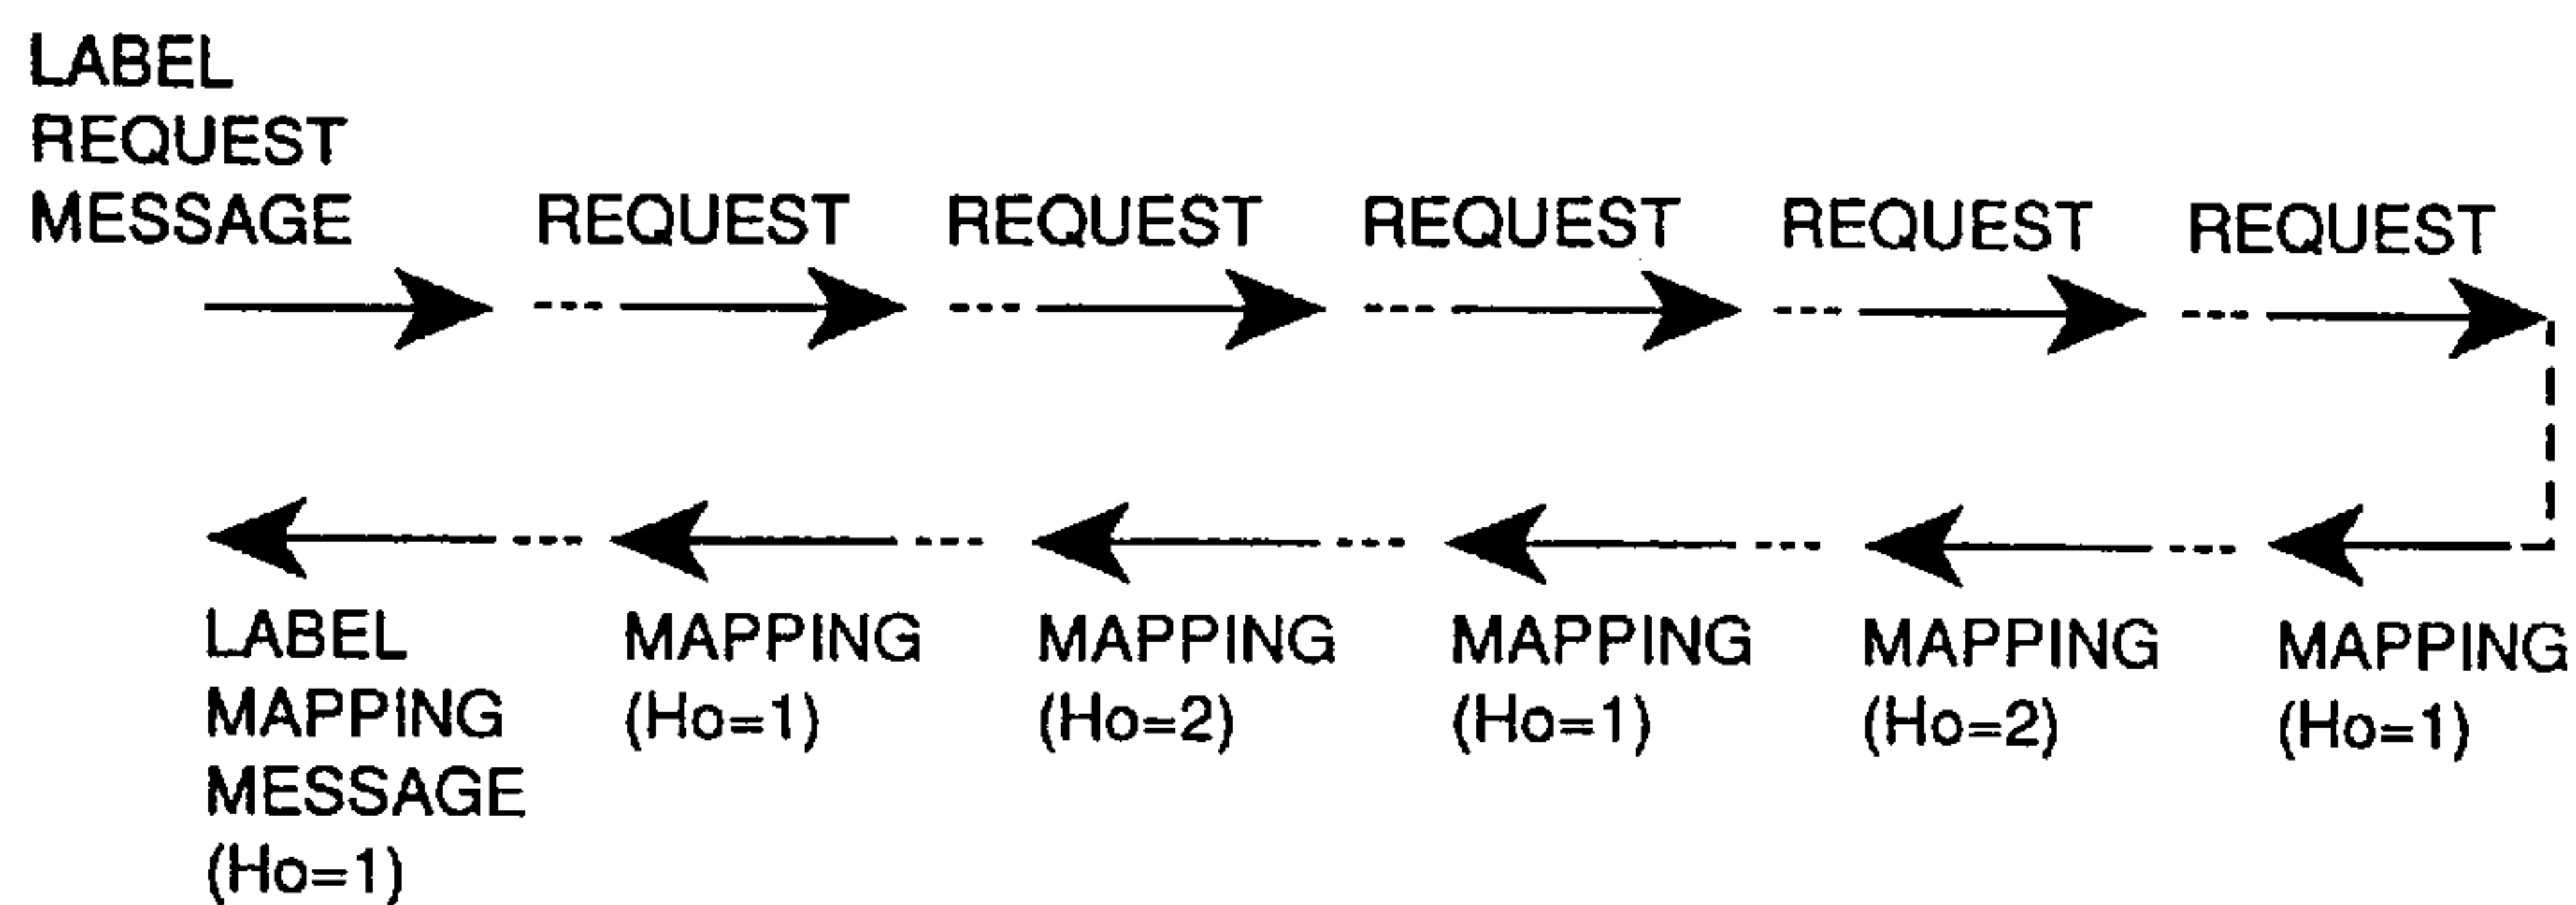 LABEL
REQUEST
MESSAGE
REQUEST
REQUEST
REQUEST
REQUEST
REQUEST
LABEL
MAPPING
MESSAGE
(Ho=1)
MAPPING
(Ho=1)
MAPPING
(Ho=2)
MAPPING
(Ho=1)
MAPPING
(Ho=2)
MAPPING
(Ho=1)